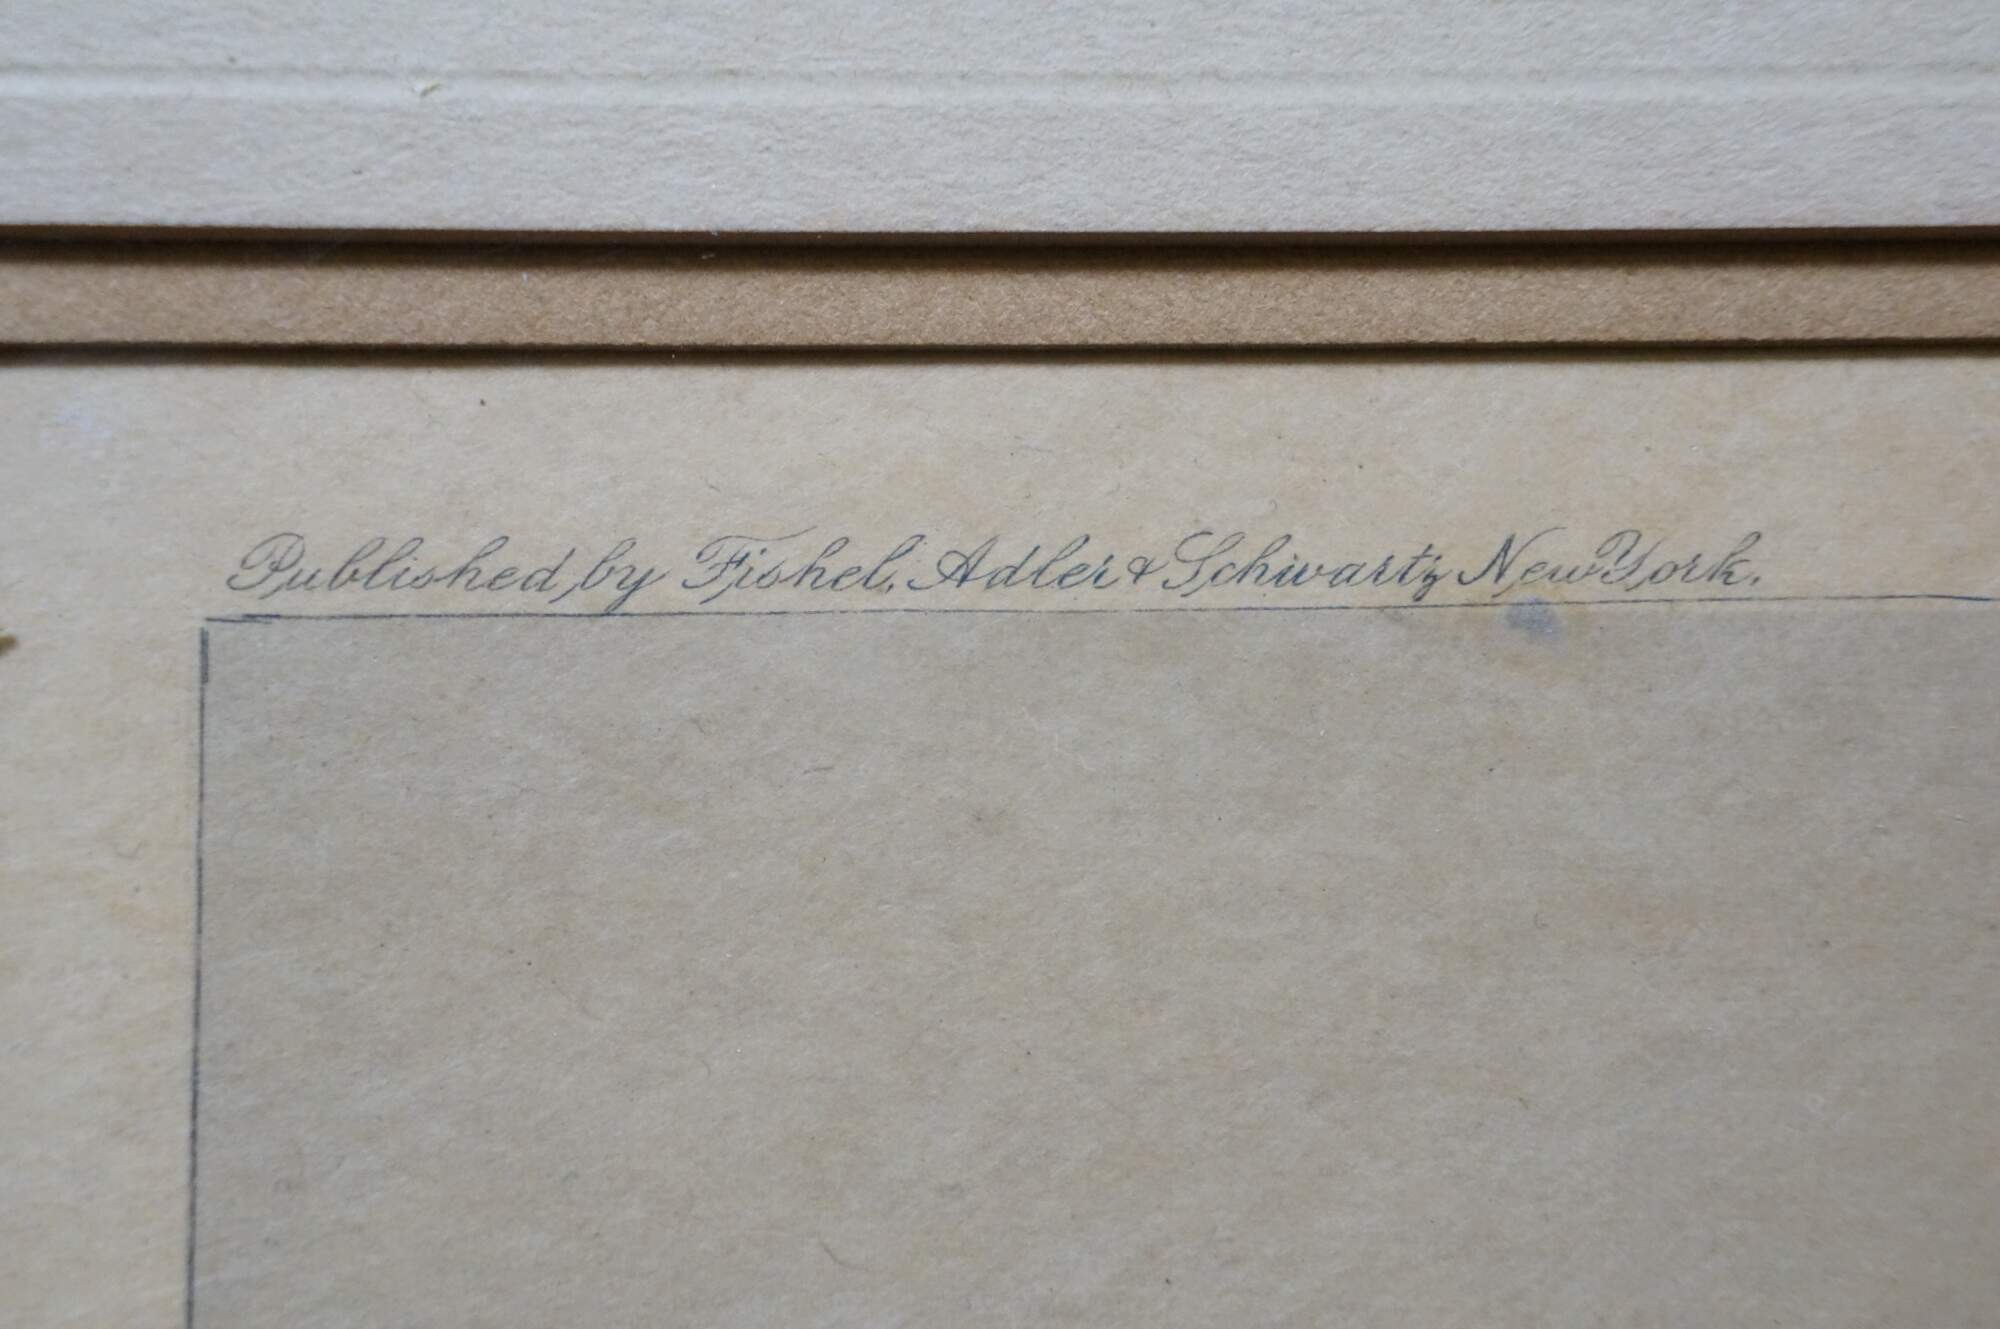 Published by Fishel, Adler & Schwartz New York.